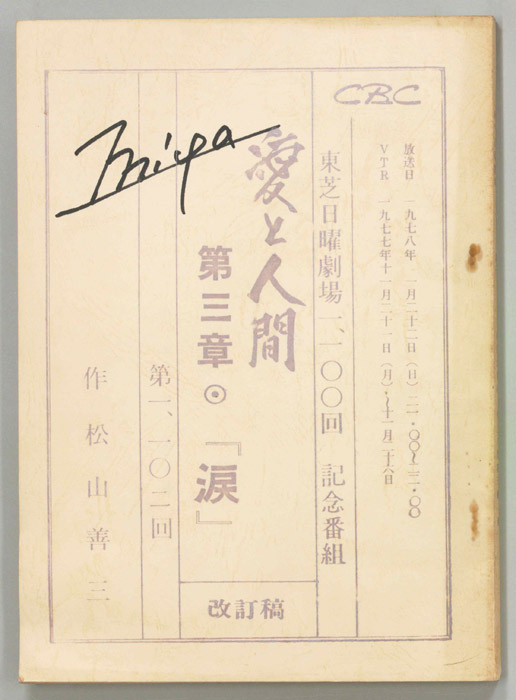 CBC
放送日 一九七八年 一月二十二日(日)二一・〇〇〜二二・〇〇
VTR 一九七七年十一月二十一日(月)・〜十一月二十六日
東芝日曜劇場 一、一〇〇回 記念番組
愛と人間
第三章⊙『涙』
改訂稿
第一、一〇二回
作 松山善三